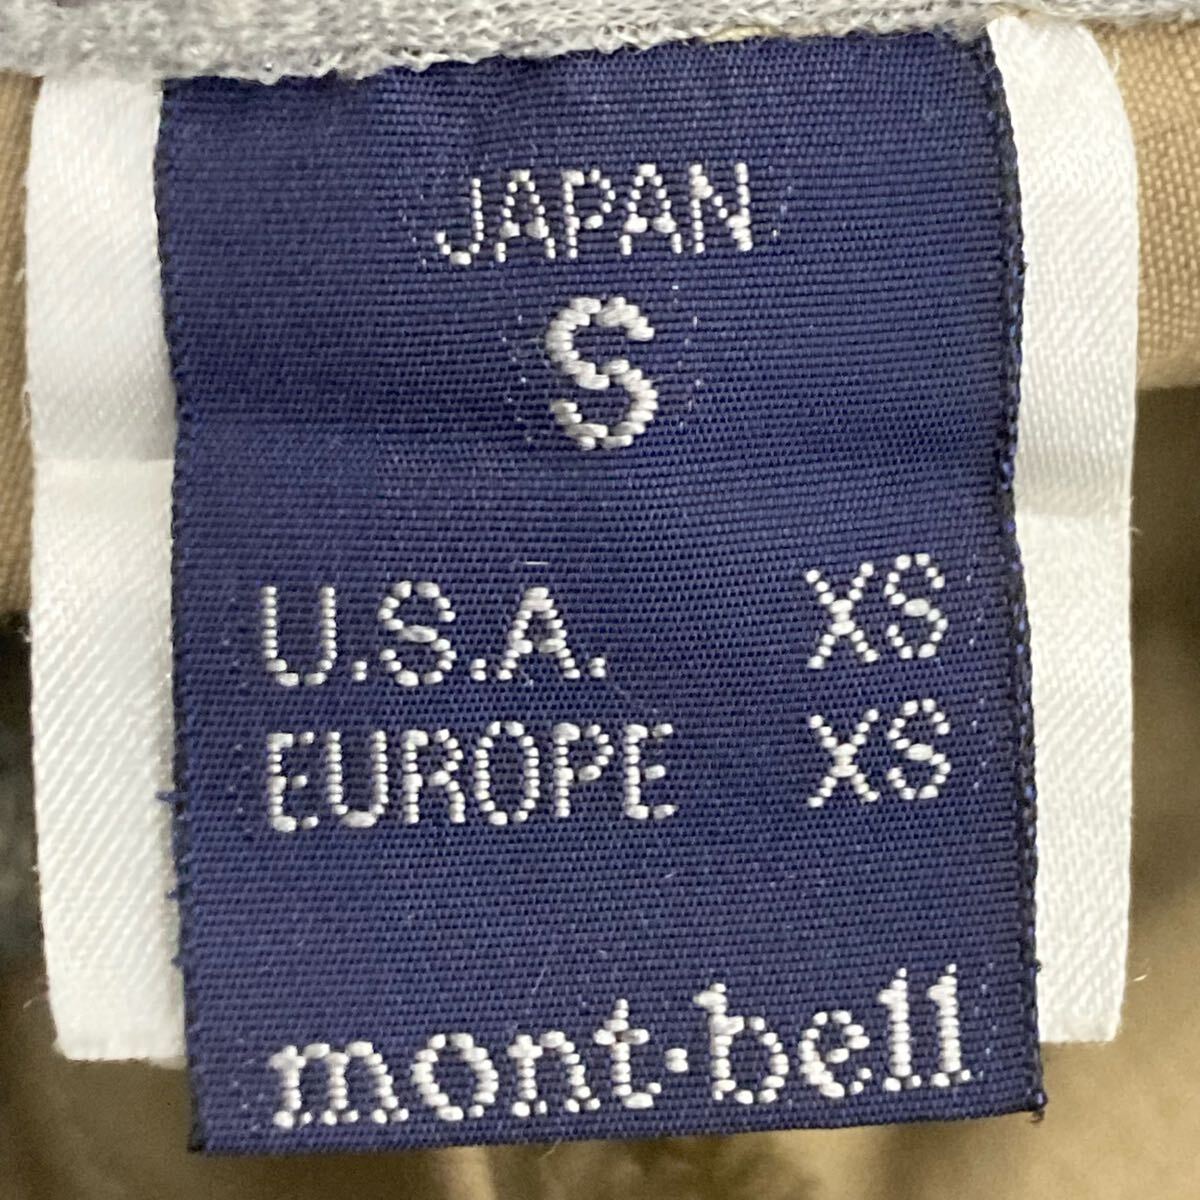 JAPAN
S
U.S.A. XS
EUROPE XS
mont·bell